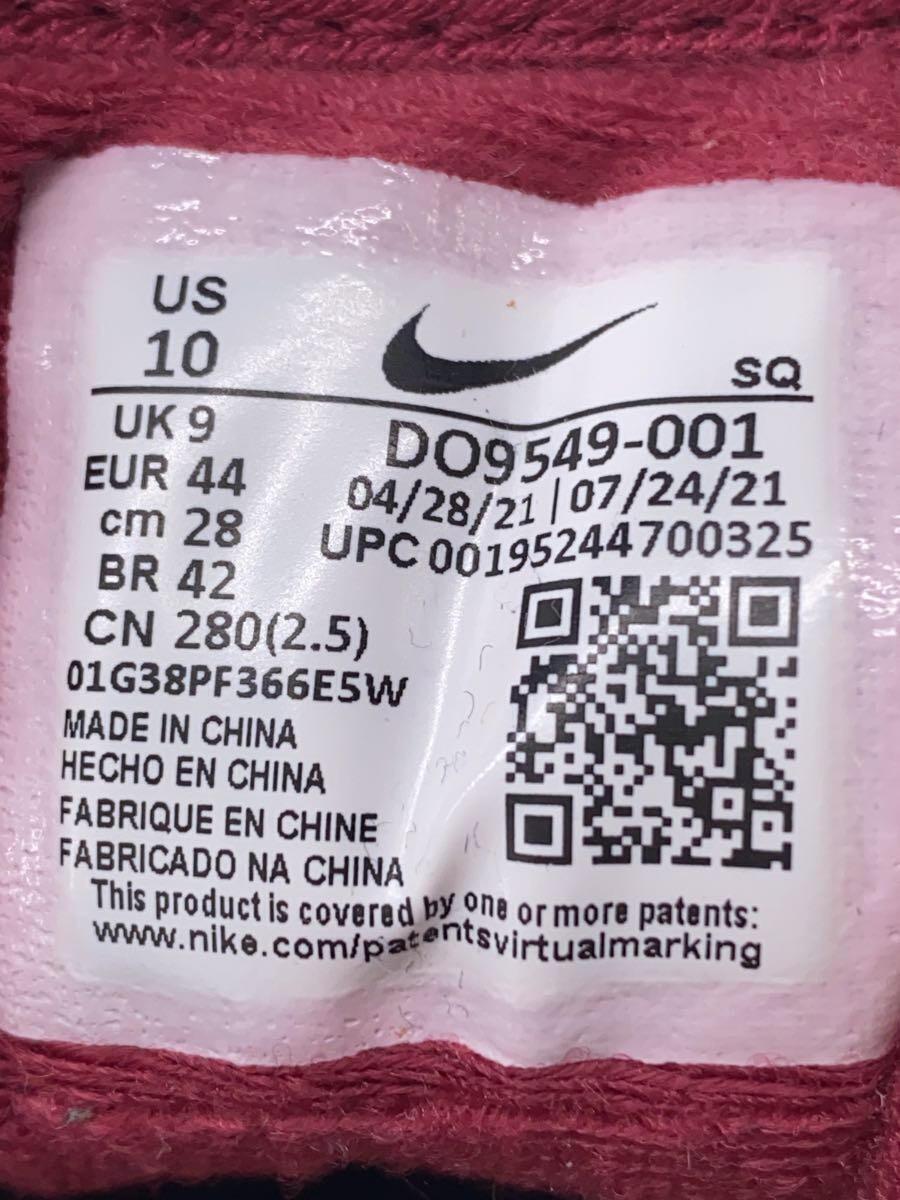 US
10
SQ
UK 9
EUR 44
cm 28
BR 42
CN 280(2.5)
DO9549-001
04/28/21 | 07/24/21
UPC 00195244700325
01G38PF366E5W
MADE IN CHINA
HECHO EN CHINA
FABRIQUE EN CHINE
FABRICADO NA CHINA
This product is covered by one or more patents:
www.nike.com/patentsvirtualmarking